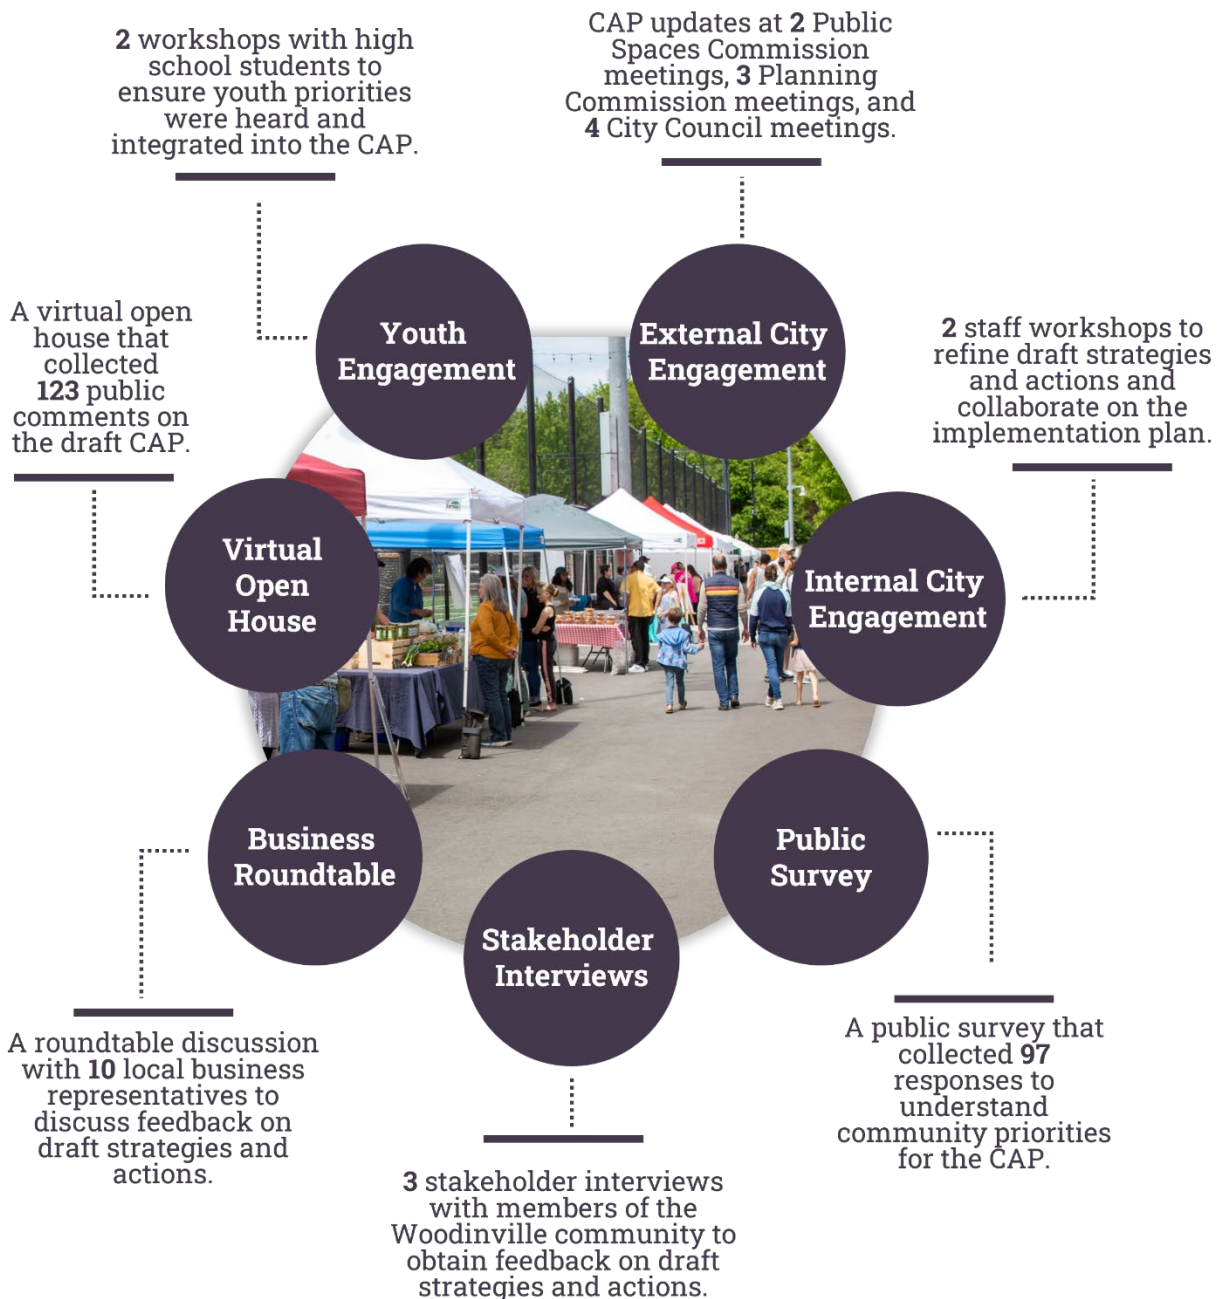 2 workshops with high
school students to
ensure youth priorities
were heard and
integrated into the CAP.
CAP updates at 2 Public
Spaces Commission
meetings, 3 Planning
Commission meetings, and
4 City Council meetings.
Youth
Engagement
External City
Engagement
A virtual open
house that
collected
123 public
comments on
the draft CAP.
2 staff workshops to
refine draft strategies
and actions and
collaborate on the
implementation plan.
Virtual
Open
House
Internal City
Engagement
Business
Roundtable
Public
Survey
Stakeholder
Interviews
A roundtable discussion
with 10 local business
representatives to
discuss feedback on
draft strategies and
actions.
A public survey that
collected 97
responses to
understand
community priorities
for the CAP.
3 stakeholder interviews
with members of the
Woodinville community to
obtain feedback on draft
strategies and actions.